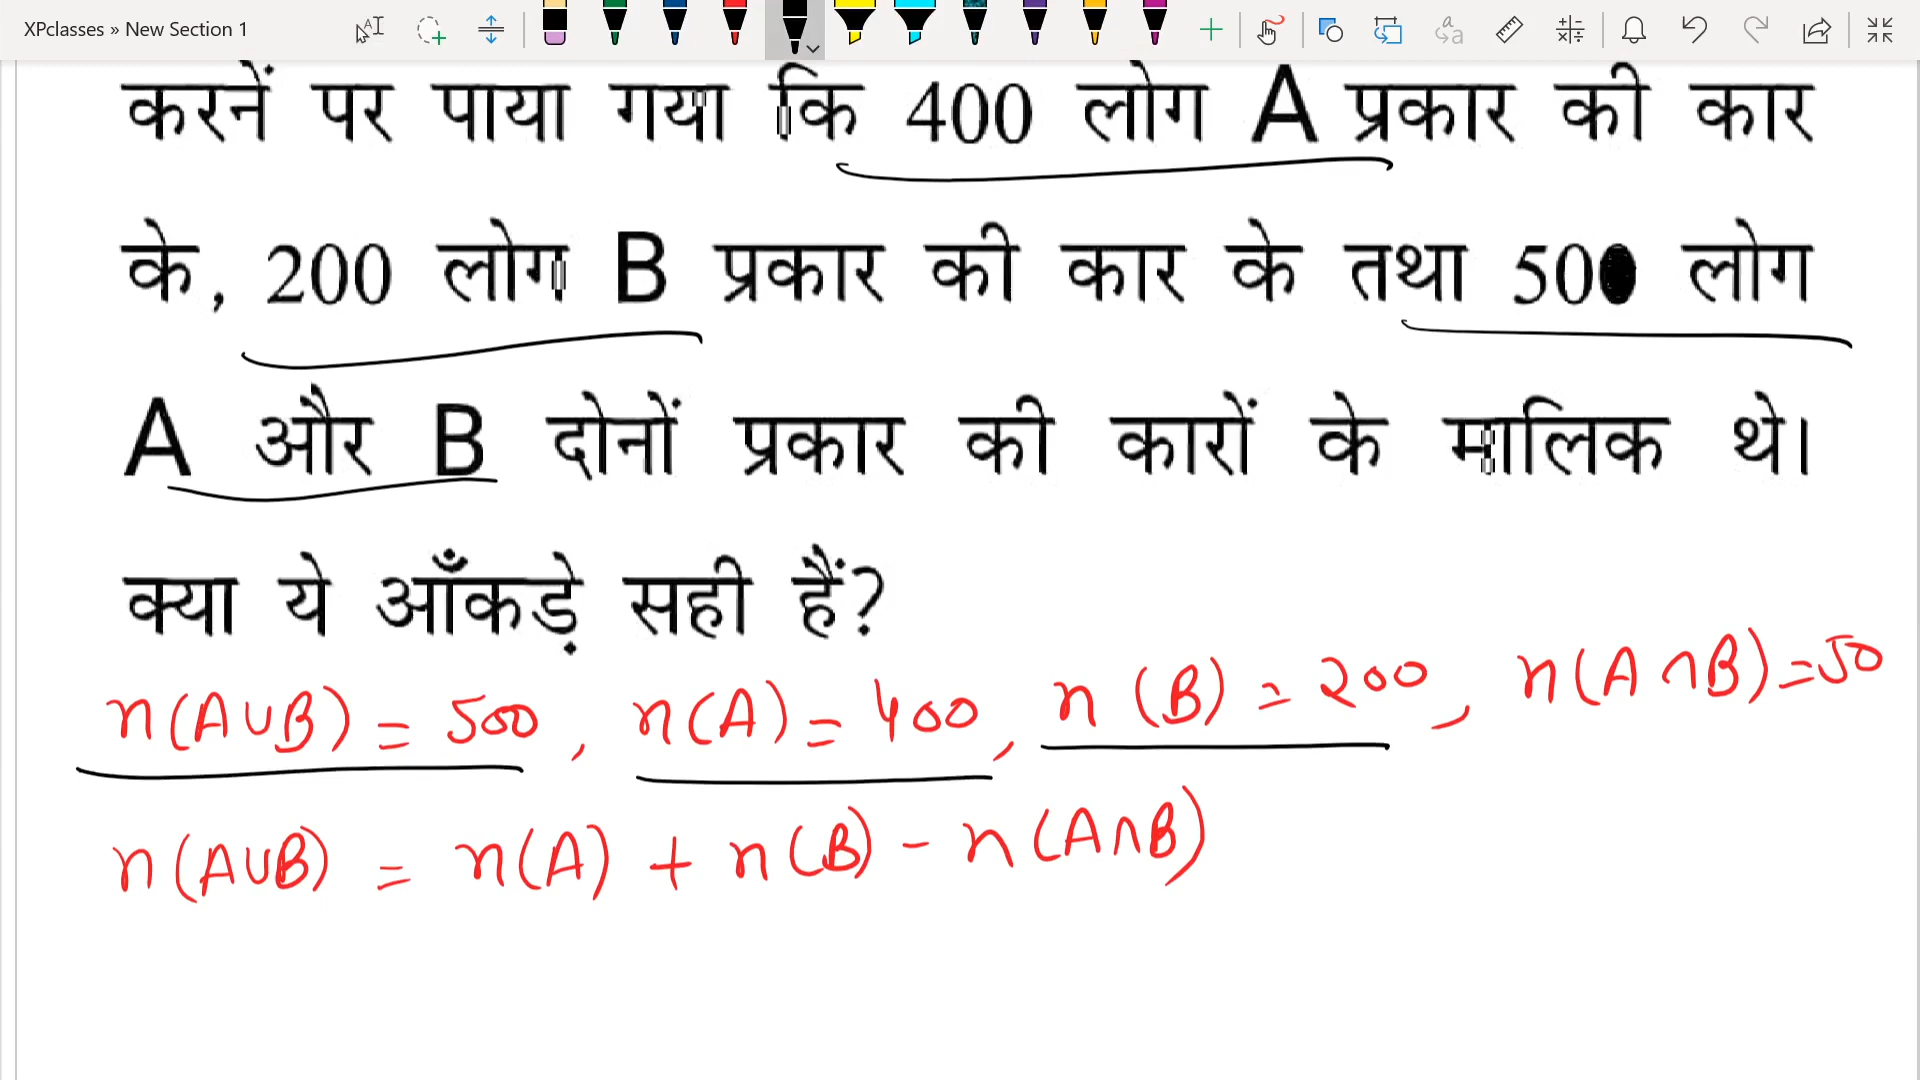 XPclasses » New Section 1
करनें पर पाया गया कि 400 लोग A प्रकार की कार
के, 200 लोग B प्रकार की कार के तथा 500 लोग
A और B दोनों प्रकार की कारों के मालिक थे।
क्या ये आँकड़े सही हैं?
n(A∪B) = 500, n(A) = 400, n(B) = 200, n(A∩B)=50
n(A∪B) = n(A) + n(B) - n(A∩B)